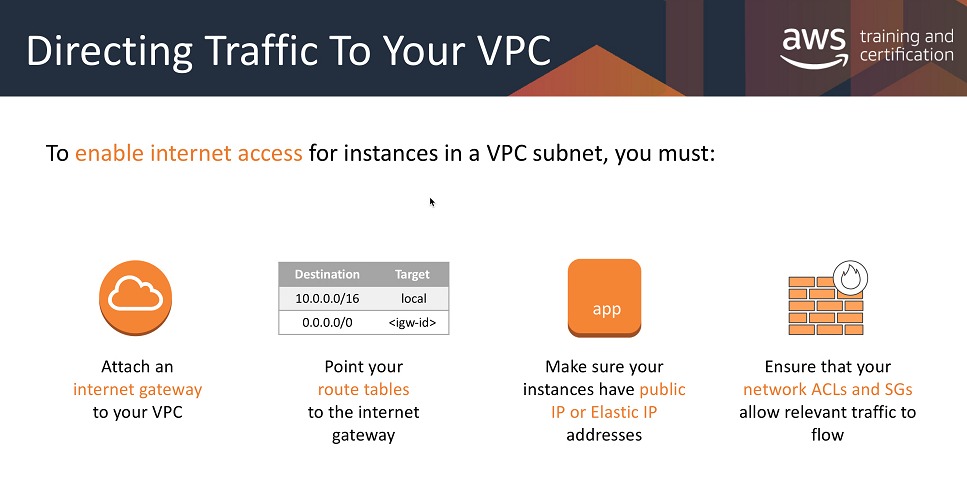 Directing Traffic To Your VPC
aws training and
certification
To enable internet access for instances in a VPC subnet, you must:
Destination Target
10.0.0.0/16 local
0.0.0.0/0 <igw-id>
app
Attach an
internet gateway
to your VPC
Point your
route tables
to the internet
gateway
Make sure your
instances have public
IP or Elastic IP
addresses
Ensure that your
network ACLs and SGs
allow relevant traffic to
flow